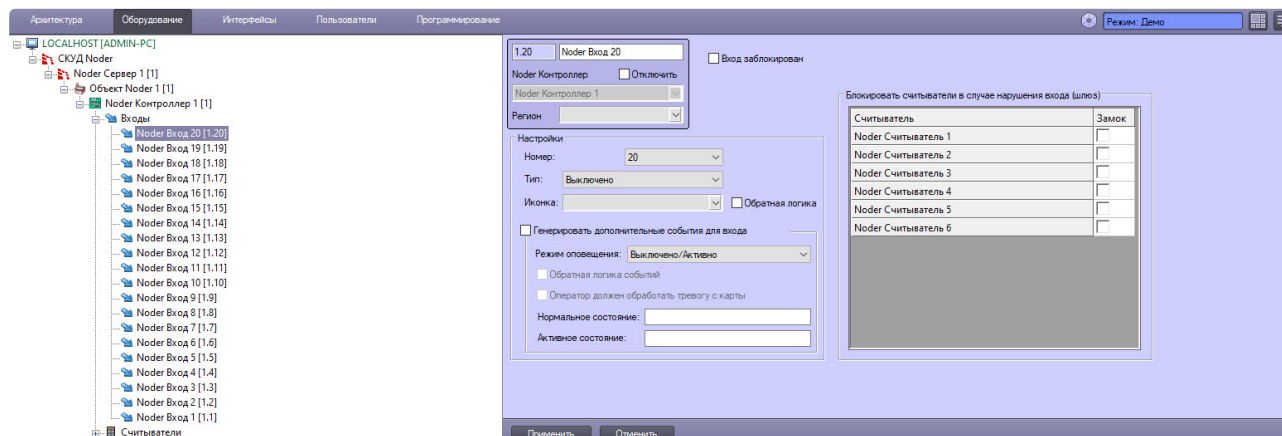 Архитектура Оборудование Интерфейсы Пользователи Программирование Режим: Демо
LOCALHOST [ADMIN-PC]
СКУД Noder
Noder Сервер 1 [1]
Объект Noder 1 [1]
Noder Контроллер 1 [1]
Входы
Noder Вход 20 [1.20]
Noder Вход 19 [1.19]
Noder Вход 18 [1.18]
Noder Вход 17 [1.17]
Noder Вход 16 [1.16]
Noder Вход 15 [1.15]
Noder Вход 14 [1.14]
Noder Вход 13 [1.13]
Noder Вход 12 [1.12]
Noder Вход 11 [1.11]
Noder Вход 10 [1.10]
Noder Вход 9 [1.9]
Noder Вход 8 [1.8]
Noder Вход 7 [1.7]
Noder Вход 6 [1.6]
Noder Вход 5 [1.5]
Noder Вход 4 [1.4]
Noder Вход 3 [1.3]
Noder Вход 2 [1.2]
Noder Вход 1 [1.1]
Считыватели
1.20 Noder Вход 20
Noder Контроллер Отключить
Noder Контроллер 1
Регион
Вход заблокирован
Настройки
Номер: 20
Тип: Выключено
Иконка: Обратная логика
Генерировать дополнительные события для входа
Режим оповещения: Выключено/Активно
Обратная логика событий
Оператор должен обработать тревогу с карты
Нормальное состояние:
Активное состояние:
Блокировать считыватели в случае нарушения входа (шлюз)
Считыватель Замок
Noder Считыватель 1
Noder Считыватель 2
Noder Считыватель 3
Noder Считыватель 4
Noder Считыватель 5
Noder Считыватель 6
Применить Отменить